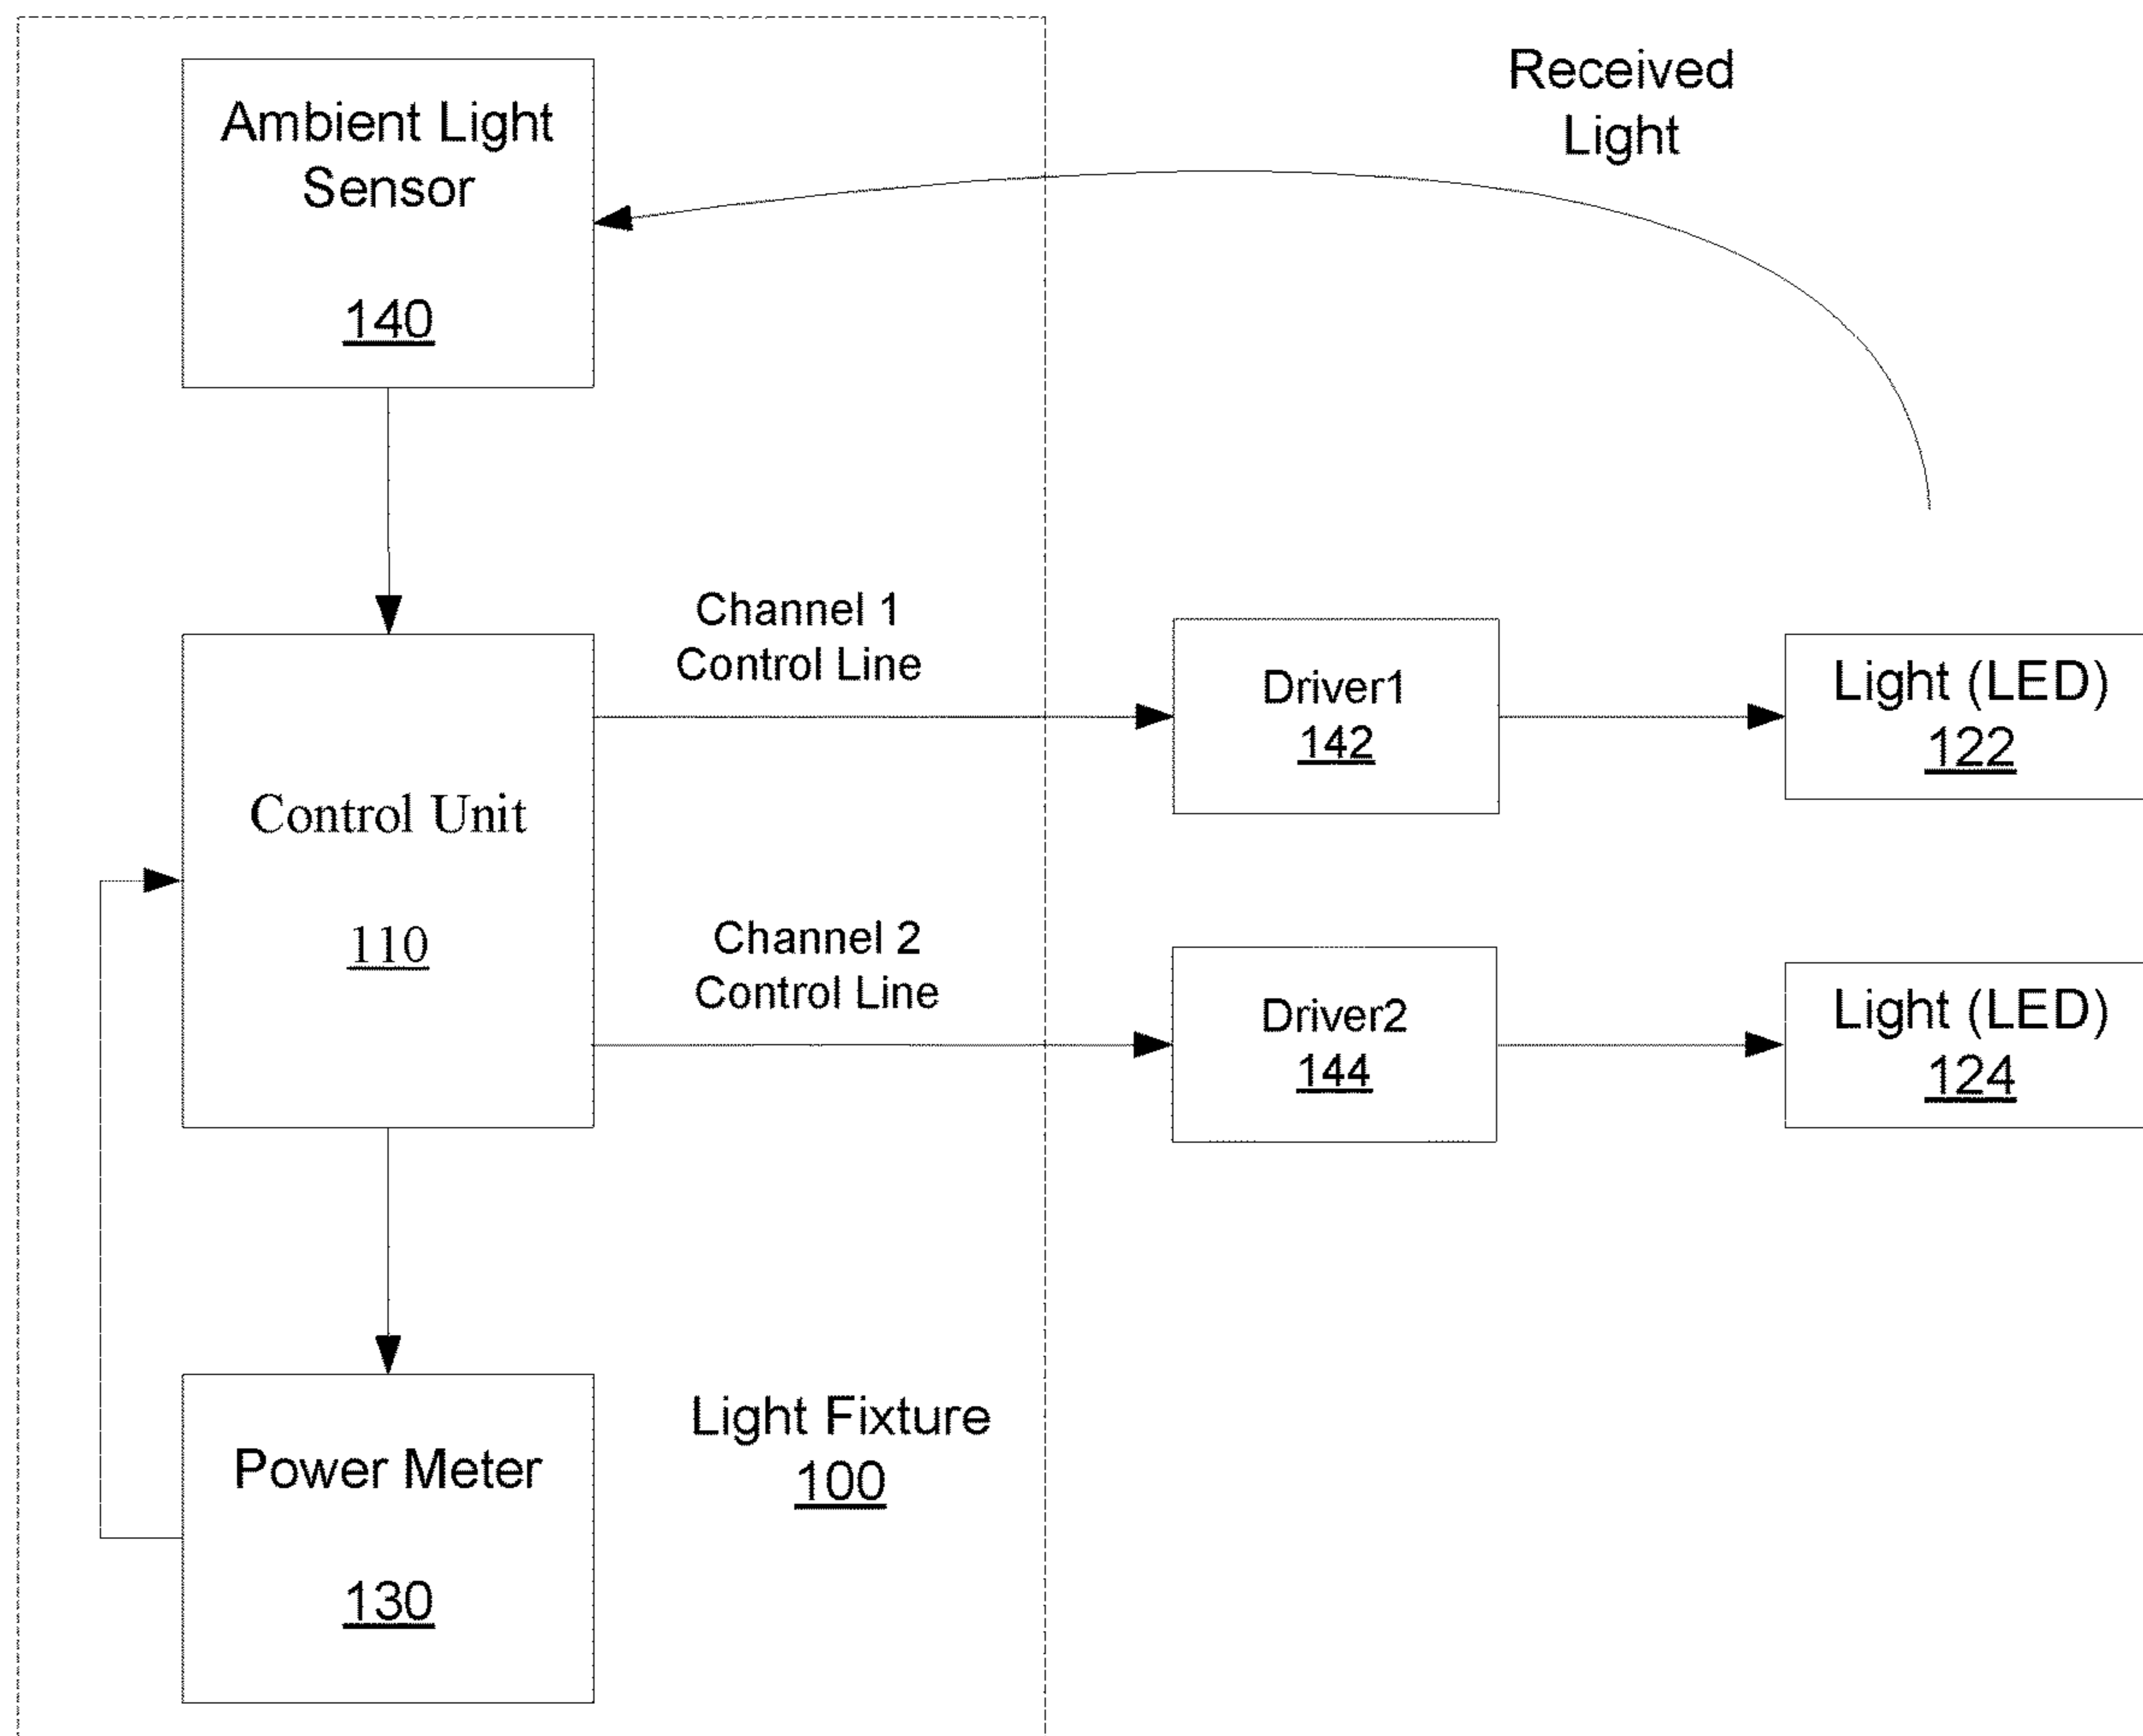 Ambient Light
Sensor
140
Received
Light
Channel 1
Control Line
Driver1
142
Light (LED)
122
Control Unit
110
Channel 2
Control Line
Driver2
144
Light (LED)
124
Power Meter
130
Light Fixture
100